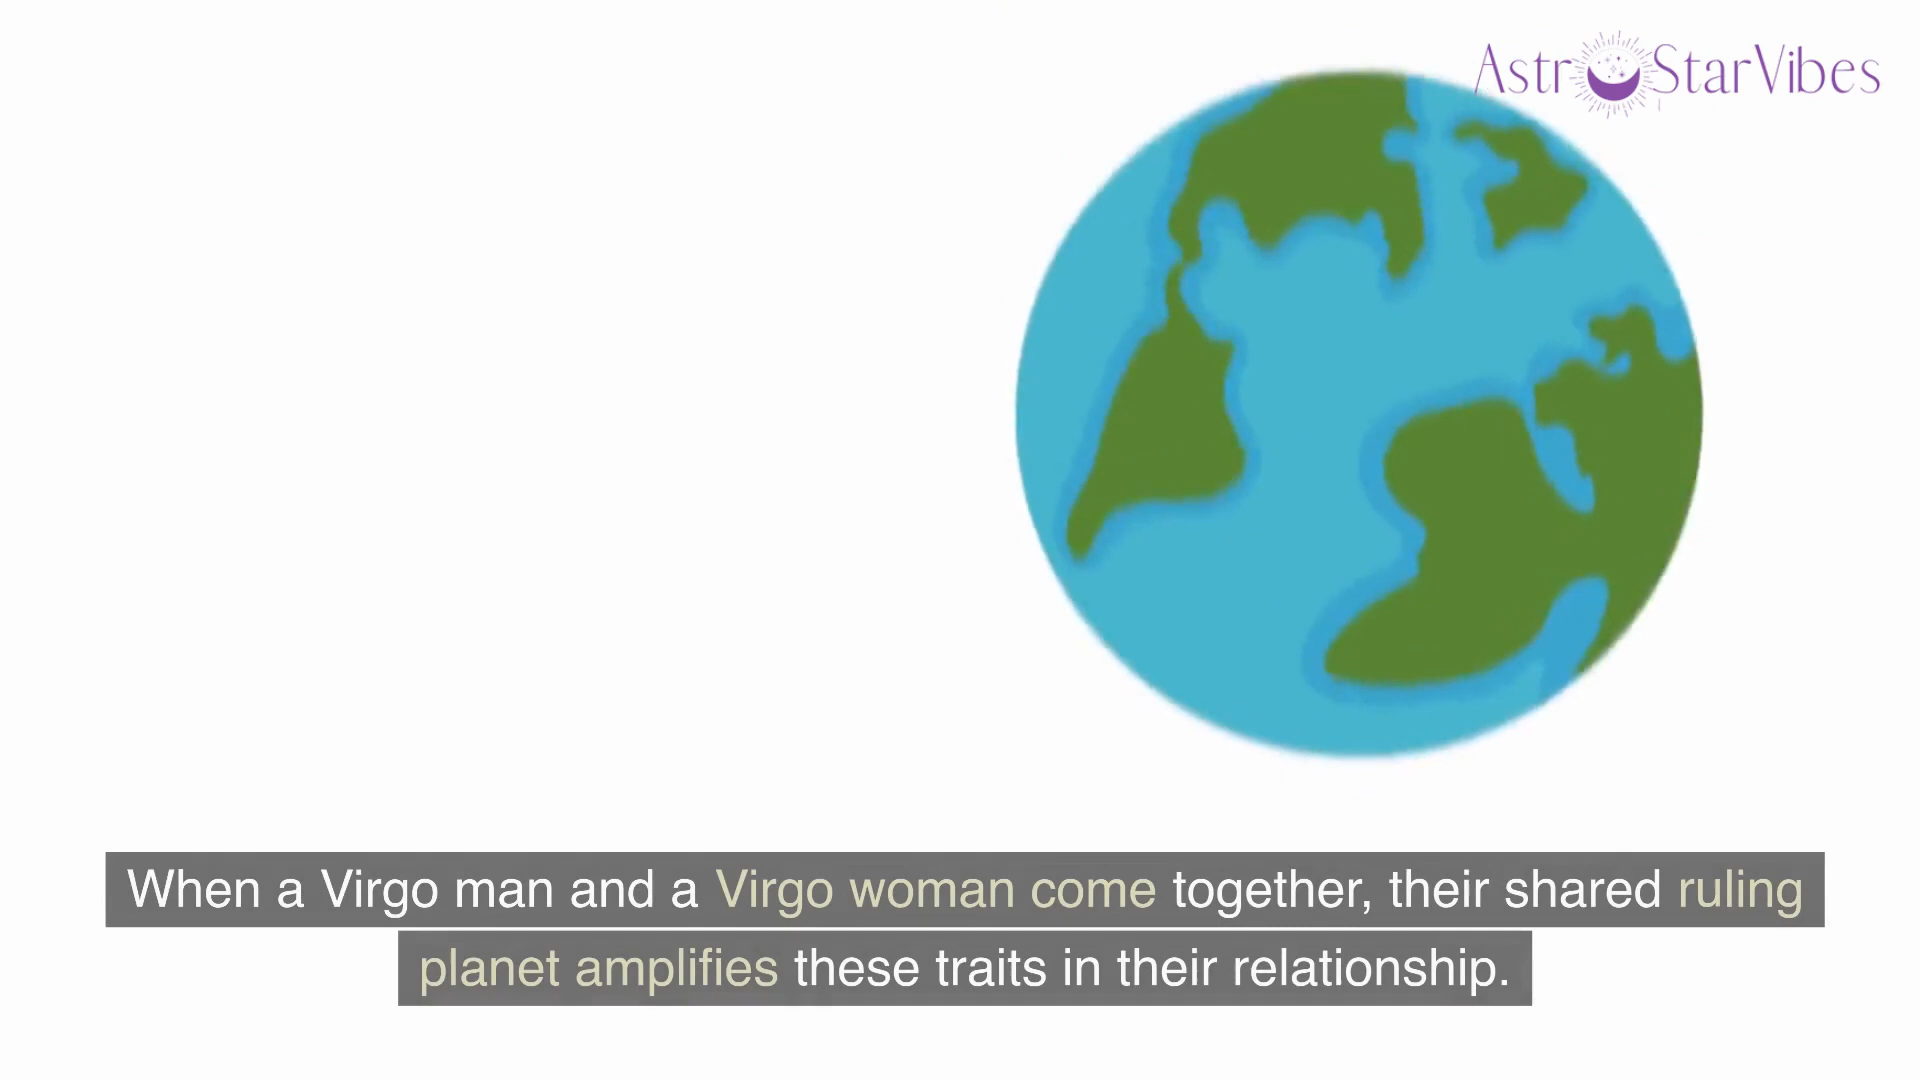 AstroStarVibes
When a Virgo man and a Virgo woman come together, their shared ruling
planet amplifies these traits in their relationship.